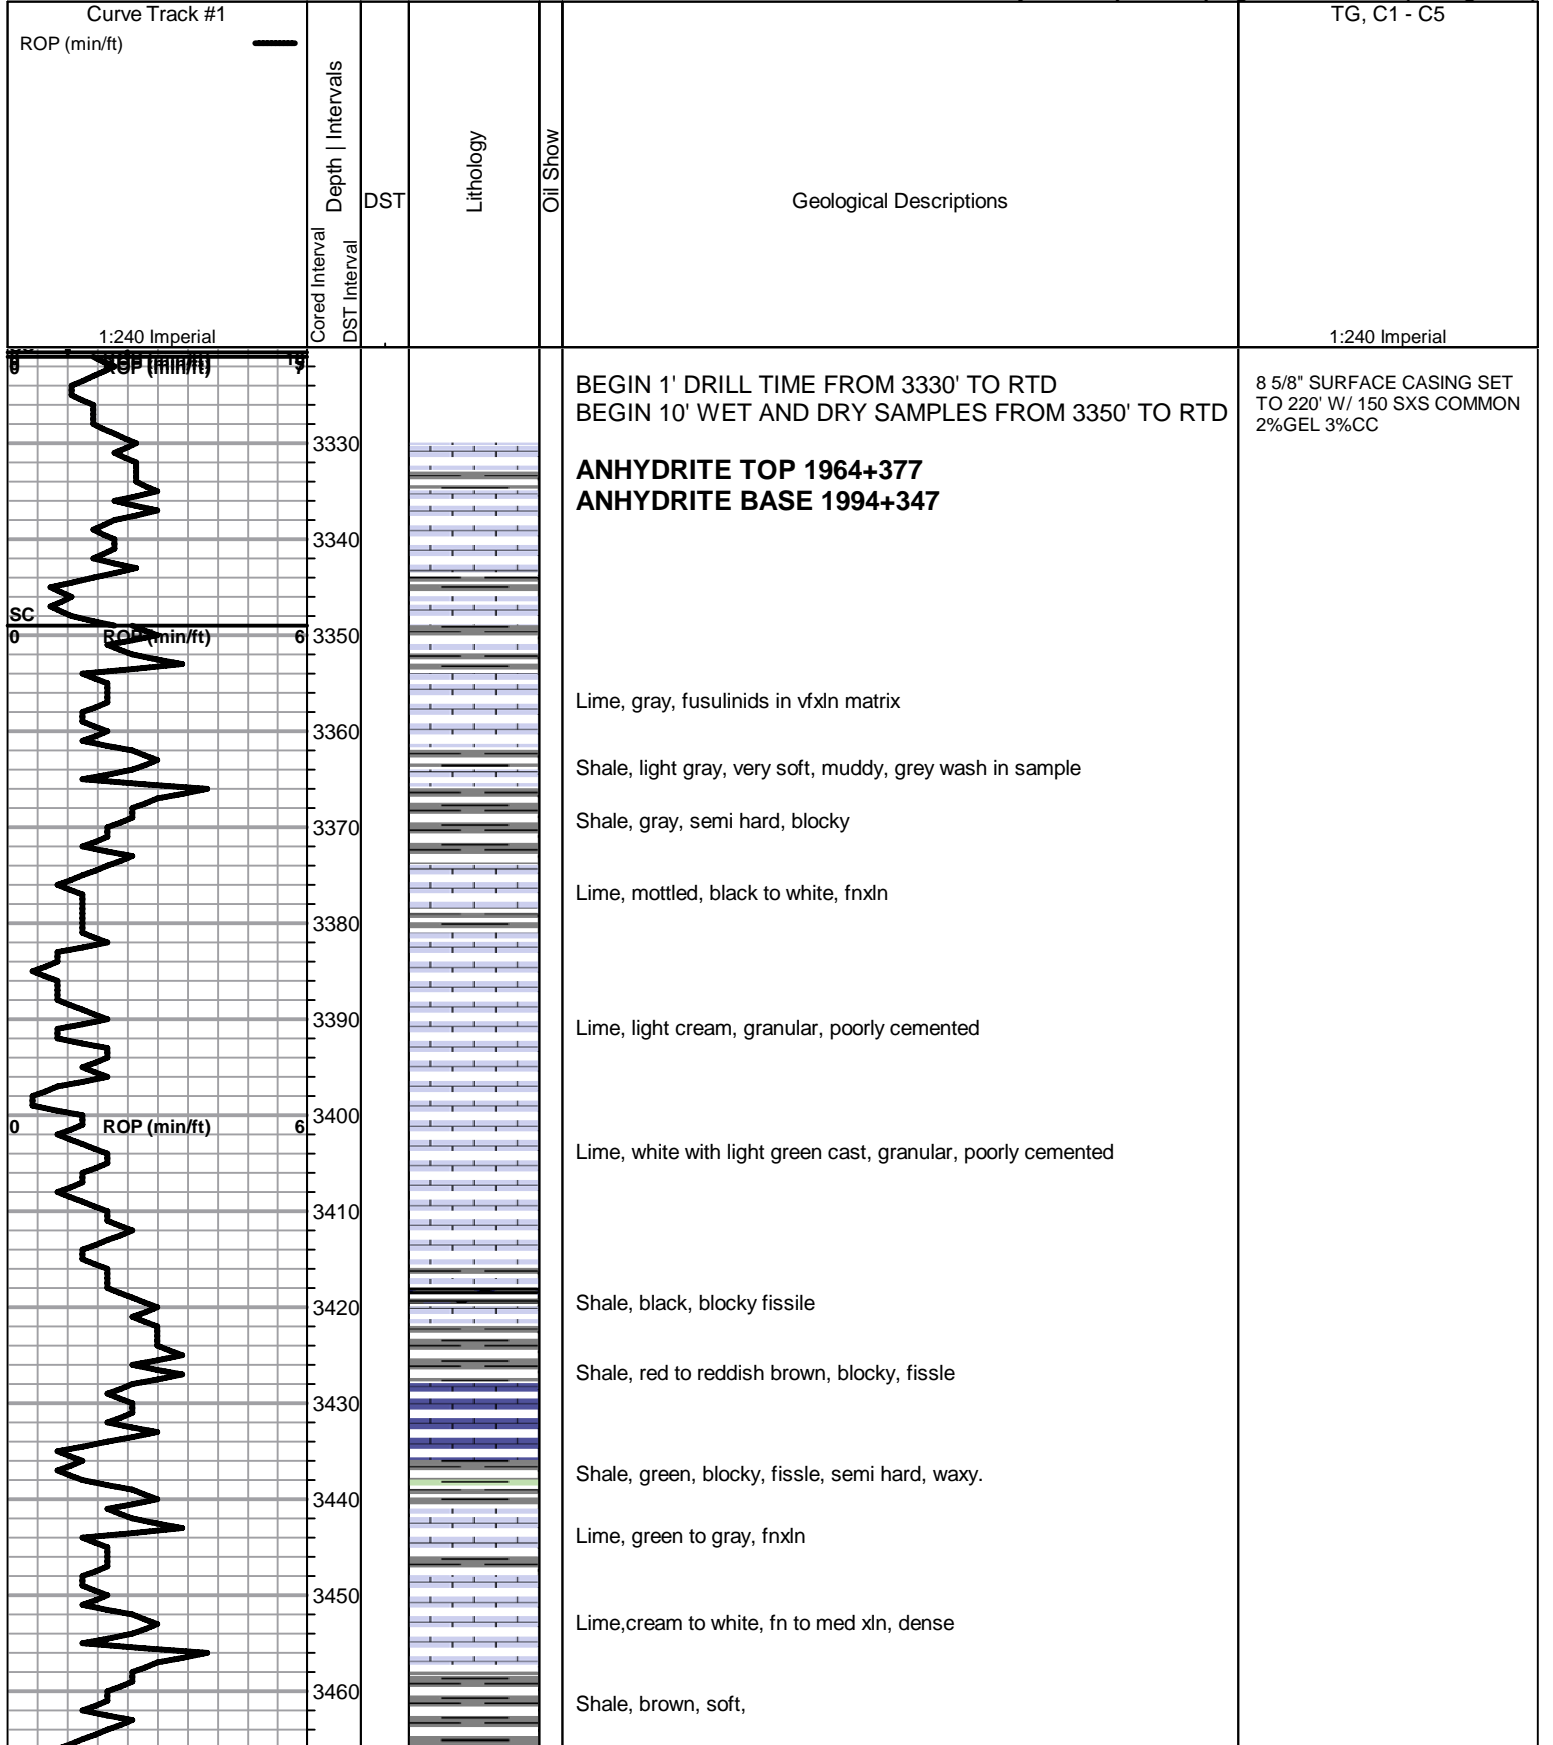 Curve Track #1
ROP (min/ft)
1:240 Imperial
Depth | Intervals
Cored Interval
DST Interval
DST
Lithology
Oil Show
Geological Descriptions
TG, C1 - C5
1:240 Imperial
ROP (min/ft)
BEGIN 1' DRILL TIME FROM 3330' TO RTD
BEGIN 10' WET AND DRY SAMPLES FROM 3350' TO RTD
8 5/8" SURFACE CASING SET
TO 220' W/ 150 SXS COMMON
2%GEL 3%CC
3330
ANHYDRITE TOP 1964+377
ANHYDRITE BASE 1994+347
3340
SC
0 ROP (min/ft) 6
3350
Lime, gray, fusulinids in vfxln matrix
3360
Shale, light gray, very soft, muddy, grey wash in sample
3370
Shale, gray, semi hard, blocky
Lime, mottled, black to white, fnxln
3380
3390
Lime, light cream, granular, poorly cemented
3400
0 ROP (min/ft) 6
Lime, white with light green cast, granular, poorly cemented
3410
3420
Shale, black, blocky fissile
Shale, red to reddish brown, blocky, fissle
3430
Shale, green, blocky, fissle, semi hard, waxy.
3440
Lime, green to gray, fnxln
3450
Lime,cream to white, fn to med xln, dense
3460
Shale, brown, soft,